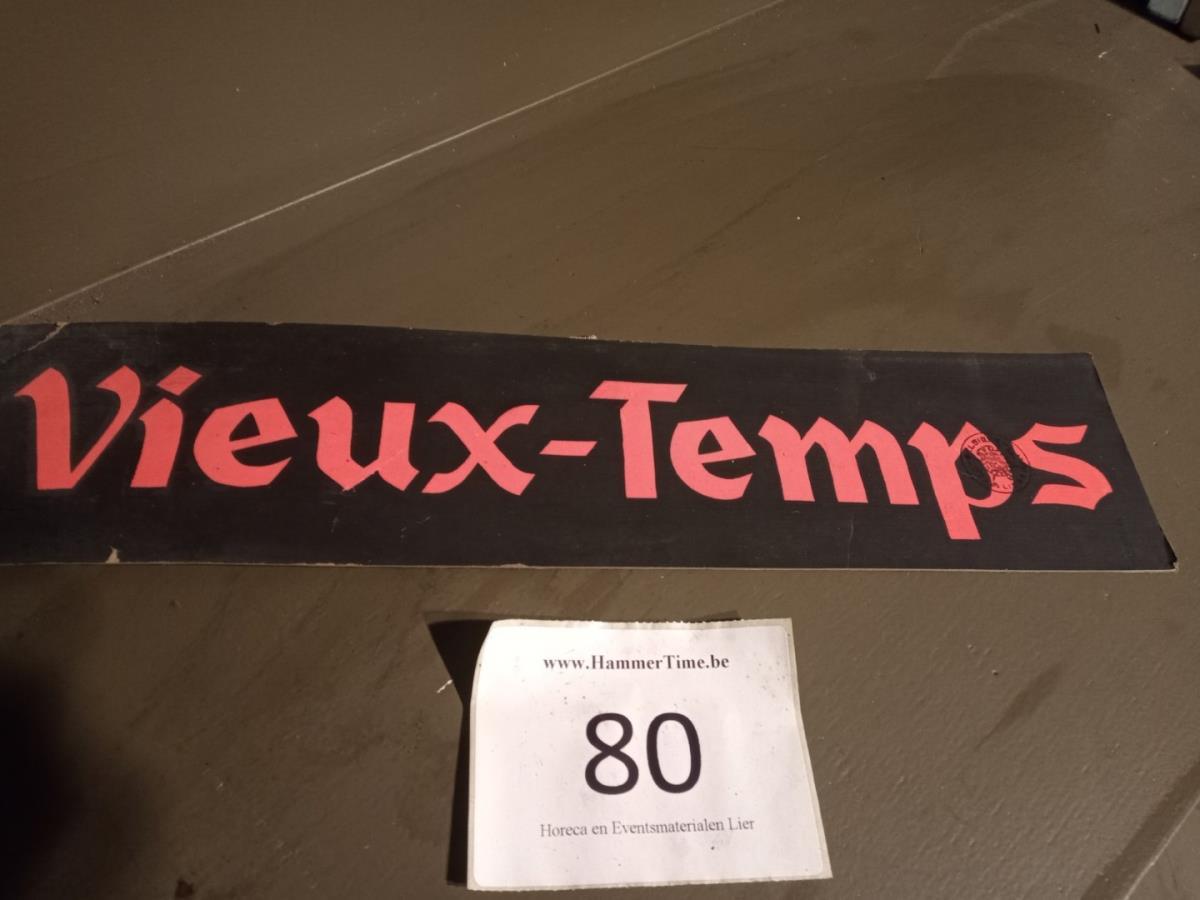 Vieux-Temps
www.HammerTime.be
80
Horeca en Eventsmaterialen Lier